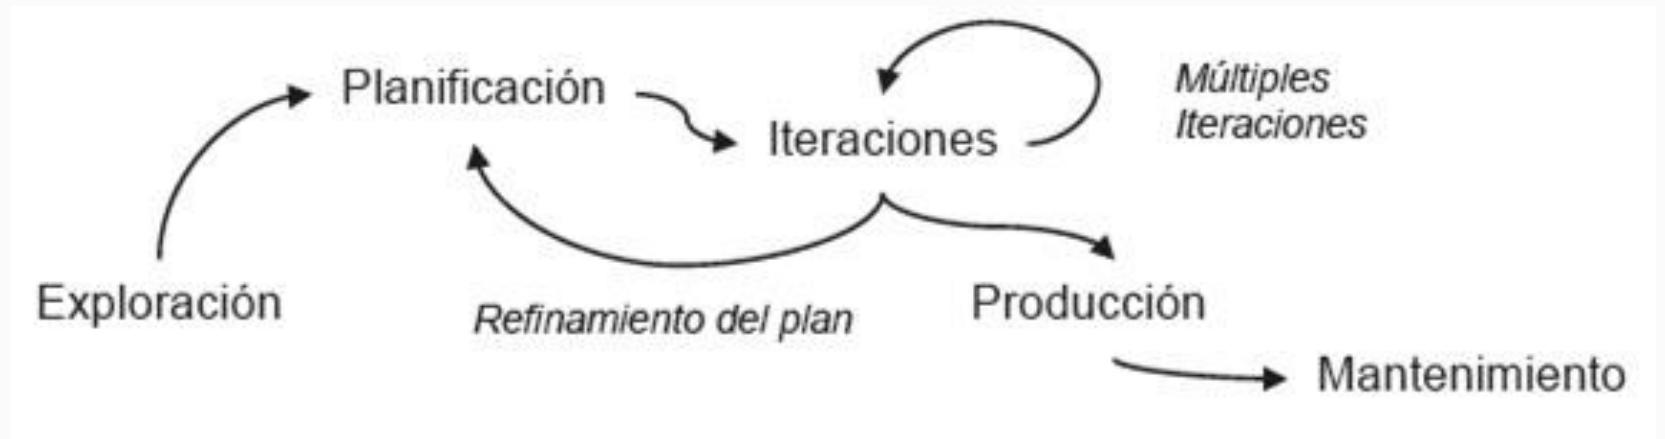 Planificación
Múltiples
Iteraciones
Iteraciones
Exploración
Refinamiento del plan
Producción
Mantenimiento